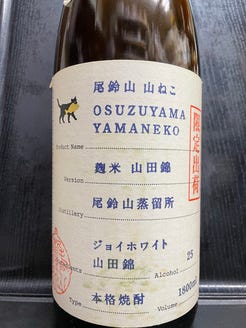 尾鈴山 山ねこ
OSUZUYAMA
YAMANEKO
Product Name
麹米 山田錦
Version
尾鈴山蒸留所
Distillery
ジョイホワイト
山田錦
25
Alcohol
本格焼酎
Type
1800ml
Volume
限定出荷